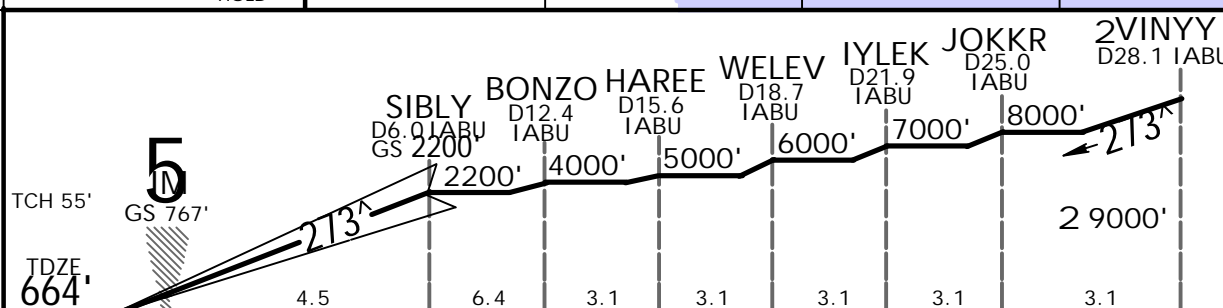 2VINYY
D28.1 IABU
JOKKR
D25.0
IABU
IYLEK
D21.9
IABU
WELEV
D18.7
IABU
HAREE
D15.6
IABU
BONZO
D12.4
IABU
SIBLY
D6.0 IABU
GS 2200'
8000'
7000'
6000'
5000'
4000'
2200'
273^
273^
2 9000'
5
IM
GS 767'
TCH 55'
TDZE
664'
4.5
6.4
3.1
3.1
3.1
3.1
3.1